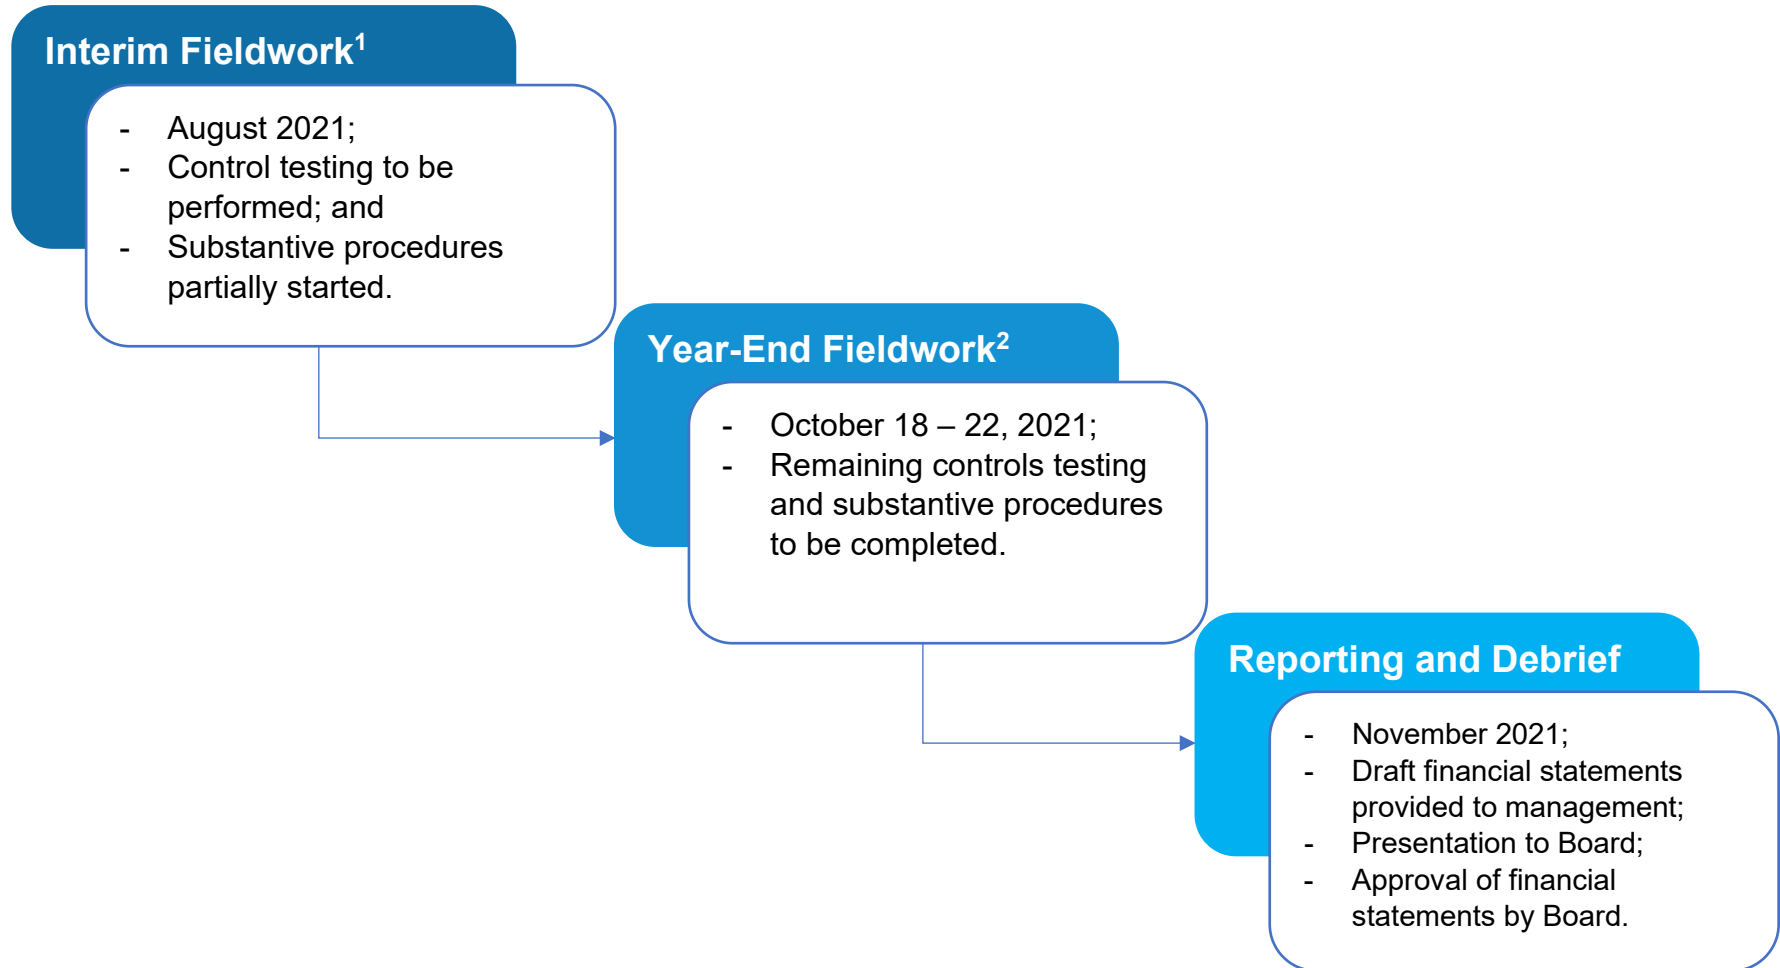 Interim Fieldwork1
- August 2021;
- Control testing to be
performed; and
- Substantive procedures
partially started.
Year-End Fieldwork2
- October 18 – 22, 2021;
- Remaining controls testing
and substantive procedures
to be completed.
Reporting and Debrief
- November 2021;
- Draft financial statements
provided to management;
- Presentation to Board;
- Approval of financial
statements by Board.